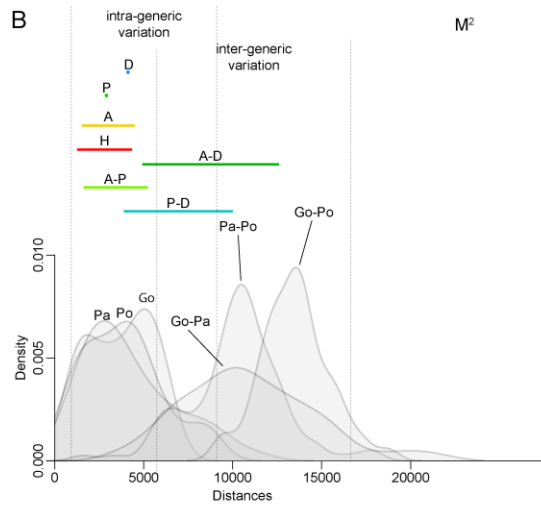 B
intra-generic
variation
inter-generic
variation
M²
D
P
A
H
A-D
A-P
P-D
Pa-Po
Go-Po
Pa Po Go
Go-Pa
0.010
0.005
0.000
Density
0 5000 10000 15000 20000
Distances